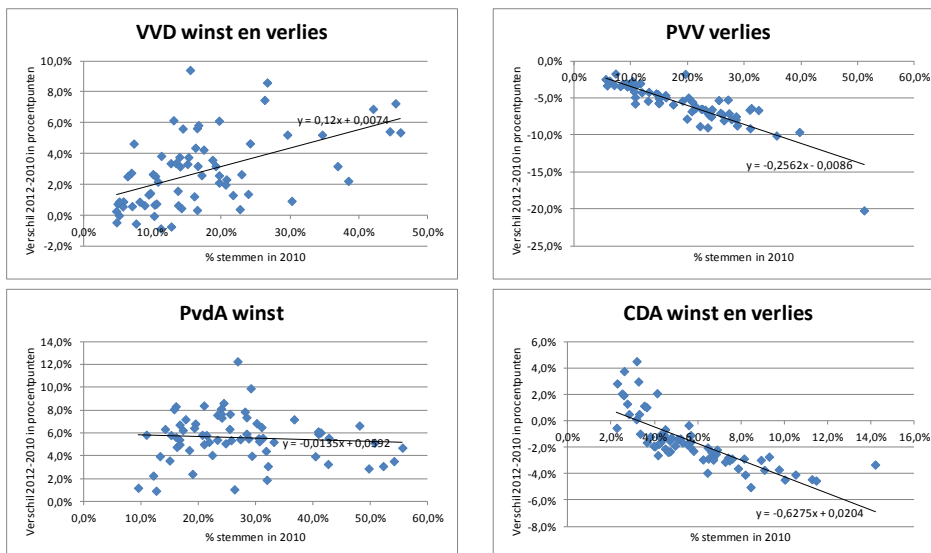 VVD winst en verlies
Verschil 2012-2010 in procentpunten
10,0%
8,0%
6,0%
4,0%
2,0%
0,0%
-2,0%
y = 0,12x + 0,0074
0,0% 10,0% 20,0% 30,0% 40,0% 50,0%
% stemmen in 2010
PVV verlies
Verschil 2012-2010 in procentpunten
0,0%
-5,0%
-10,0%
-15,0%
-20,0%
-25,0%
0,0% 10,0% 20,0% 30,0% 40,0% 50,0% 60,0%
y = -0,2562x - 0,0086
% stemmen in 2010
PvdA winst
Verschil 2012-2010 in procentpunten
14,0%
12,0%
10,0%
8,0%
6,0%
4,0%
2,0%
0,0%
y = -0,0135x + 0,0592
0,0% 10,0% 20,0% 30,0% 40,0% 50,0% 60,0%
% stemmen in 2010
CDA winst en verlies
Verschil 2012-2010 in procentpunten
6,0%
4,0%
2,0%
0,0%
-2,0%
-4,0%
-6,0%
-8,0%
0,0% 2,0% 4,0% 6,0% 8,0% 10,0% 12,0% 14,0% 16,0%
y = -0,6275x + 0,0204
% stemmen in 2010